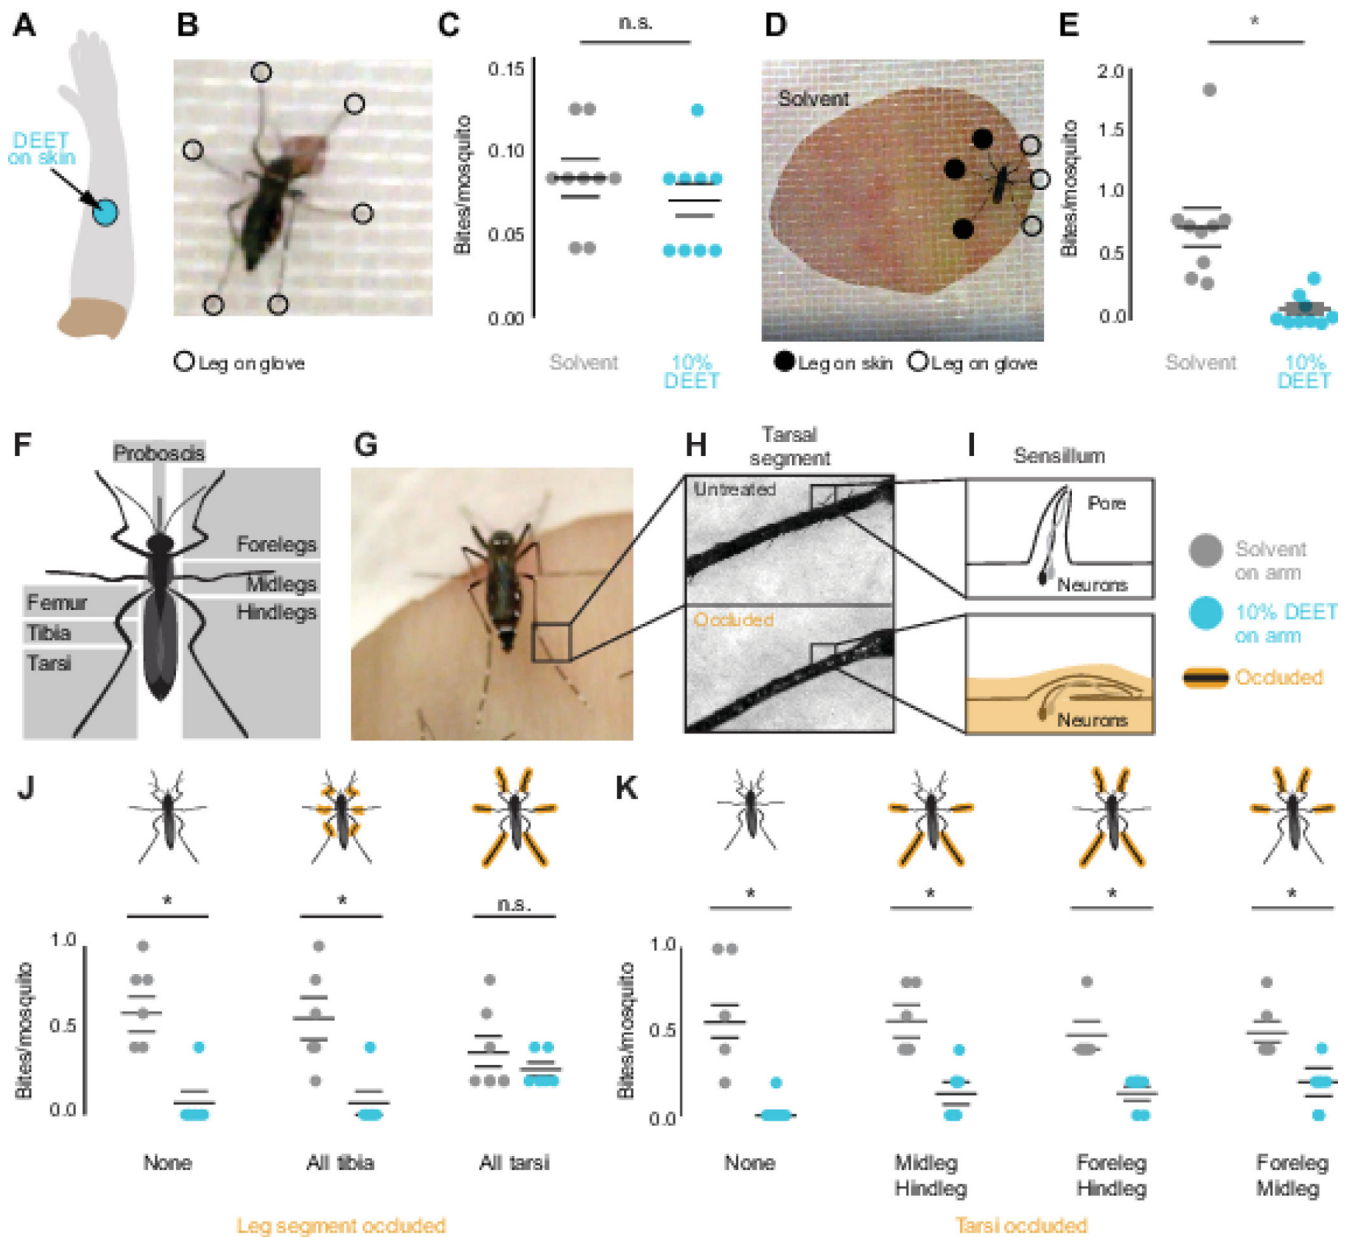 A
DEET
on skin
B
Leg on glove
C
n.s.
Bites/mosquito
0.15
0.10
0.05
0.00
Solvent
10%
DEET
D
Solvent
Leg on skin
Leg on glove
E
*
Bites/mosquito
2.0
1.5
1.0
0.5
0.0
Solvent
10%
DEET
F
Proboscis
Forelegs
Midlegs
Hindlegs
Femur
Tibia
Tarsi
G
H
Tarsal
segment
Untreated
Occluded
I
Sensillum
Pore
Neurons
Neurons
Solvent
on arm
10% DEET
on arm
Occluded
J
*
*
n.s.
Bites/mosquito
1.0
0.5
0.0
None
All tibia
All tarsi
Leg segment occluded
K
*
*
*
*
Bites/mosquito
1.0
0.5
0.0
None
Midleg
Hindleg
Foreleg
Hindleg
Foreleg
Midleg
Tarsi occluded